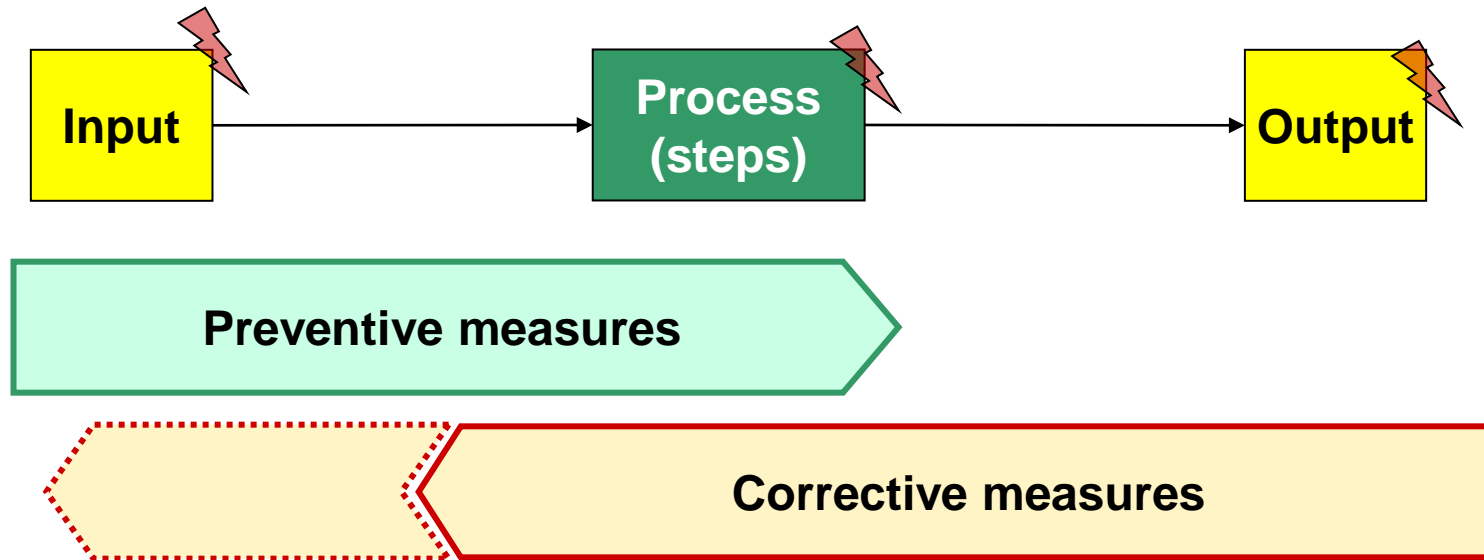 Input
Process
(steps)
Output
Preventive measures
Corrective measures